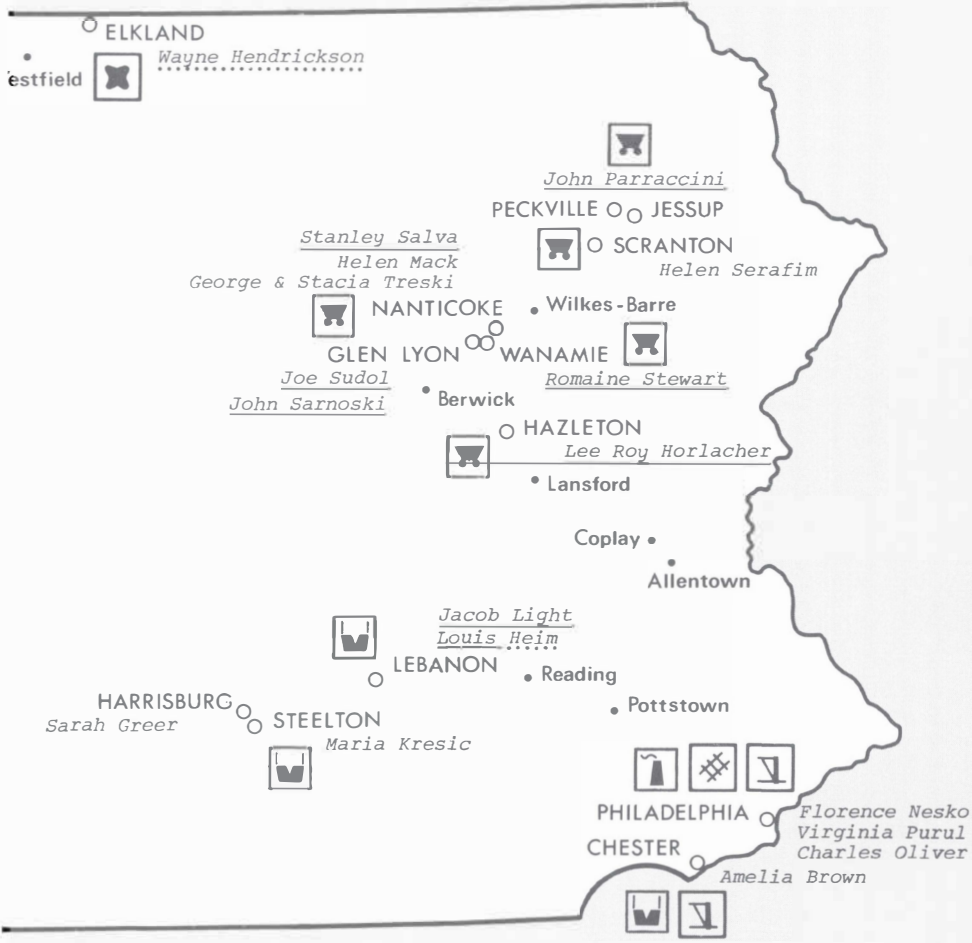 ELKLAND
Wayne Hendrickson
estfield
John Parraccini
PECKVILLE JESSUP
Stanley Salva
SCRANTON
Helen Mack
Helen Serafim
George & Stacia Treski
NANTICOKE Wilkes-Barre
GLEN LYON WANAMIE
Joe Sudol Romaine Stewart
John Sarnoski Berwick
HAZLETON
Lee Roy Horlacher
Lansford
Coplay
Allentown
Jacob Light
Louis Heim
LEBANON Reading
HARRISBURG Pottstown
Sarah Greer STEELTON
Maria Kresic
PHILADELPHIA Florence Nesko
Virginia Purul
CHESTER Charles Oliver
Amelia Brown